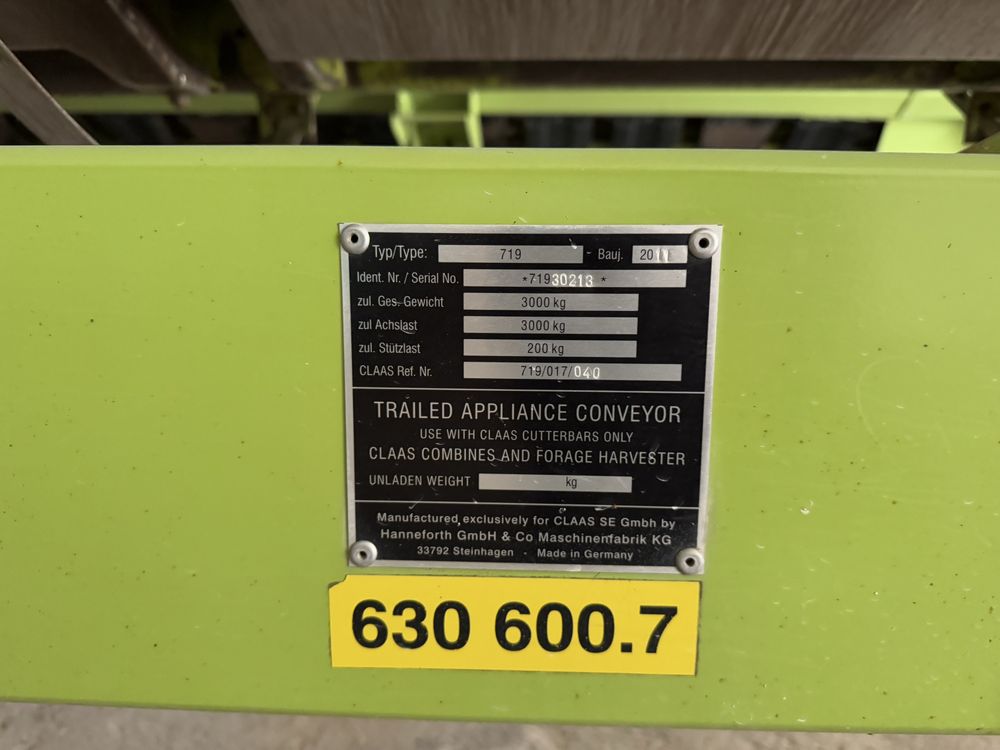 Typ/Type: 719 - Bauj. 2011
Ident. Nr. / Serial No. *71930213 *
zul. Ges. Gewicht 3000 kg
zul Achslast 3000 kg
zul. Stützlast 200 kg
CLAAS Ref. Nr. 719/017/040
TRAILED APPLIANCE CONVEYOR
USE WITH CLAAS CUTTERBARS ONLY
CLAAS COMBINES AND FORAGE HARVESTER
UNLADEN WEIGHT kg
Manufactured exclusively for CLAAS SE Gmbh by
Hanneforth GmbH & Co Maschinenfabrik KG
33792 Steinhagen - Made in Germany
630 600.7